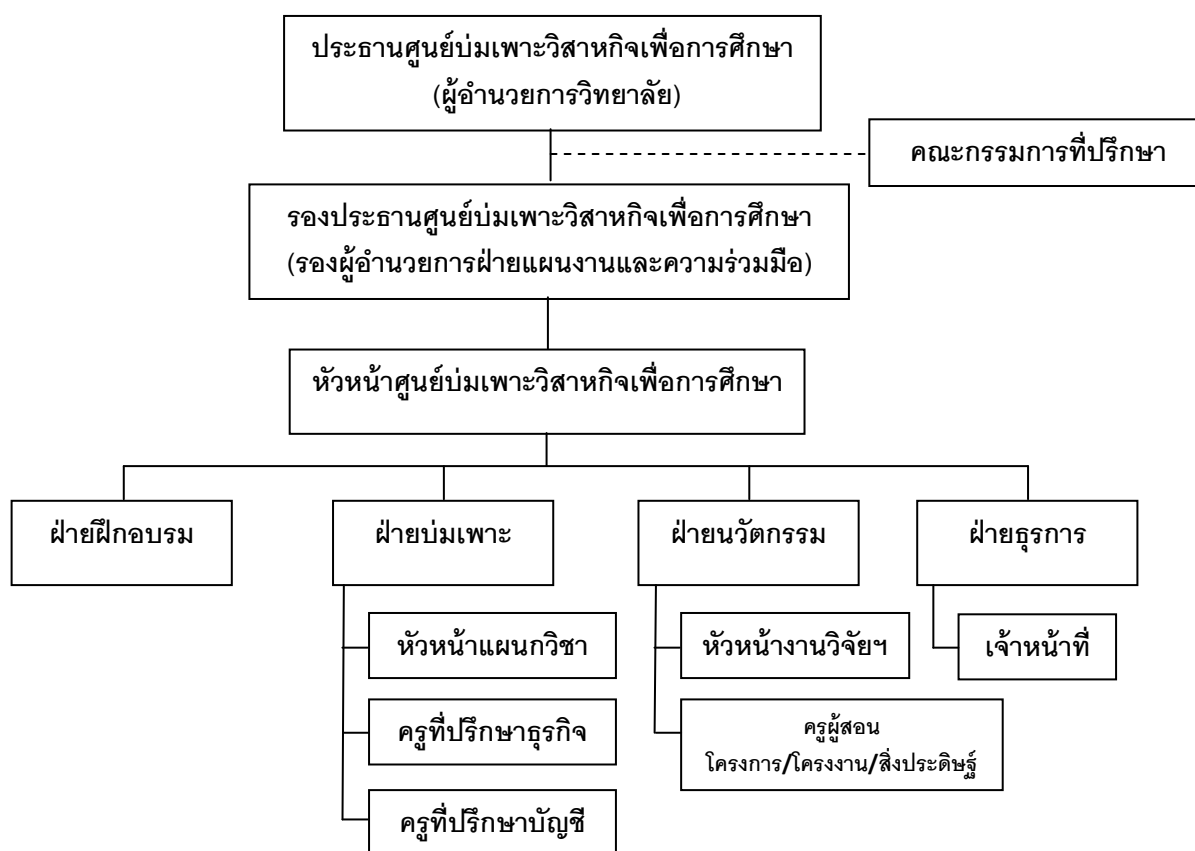 ประธานศูนย์บ่มเพาะวิสาหกิจเพื่อการศึกษา
(ผู้อำนวยการวิทยาลัย)
คณะกรรมการที่ปรึกษา
รองประธานศูนย์บ่มเพาะวิสาหกิจเพื่อการศึกษา
(รองผู้อำนวยการฝ่ายแผนงานและความร่วมมือ)
หัวหน้าศูนย์บ่มเพาะวิสาหกิจเพื่อการศึกษา
ฝ่ายฝึกอบรม
ฝ่ายบ่มเพาะ
ฝ่ายนวัตกรรม
ฝ่ายธุรการ
หัวหน้าแผนกวิชา
หัวหน้างานวิจัยฯ
เจ้าหน้าที่
ครูที่ปรึกษาธุรกิจ
ครูผู้สอน
โครงการ/โครงงาน/สิ่งประดิษฐ์
ครูที่ปรึกษาบัญชี